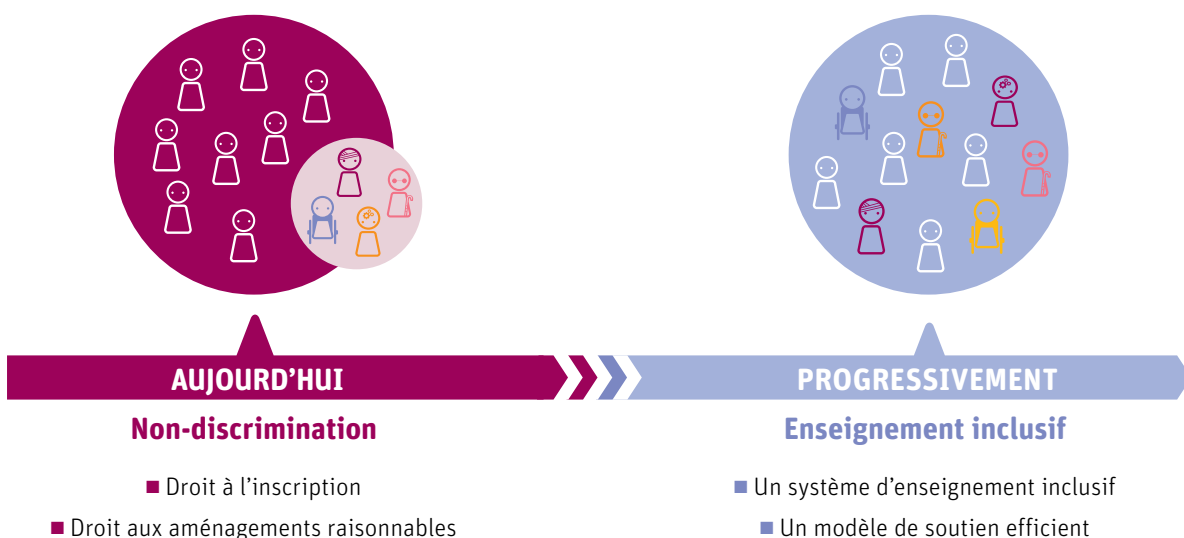 AUJOURD’HUI
Non-discrimination
■ Droit à l’inscription
■ Droit aux aménagements raisonnables
PROGRESSIVEMENT
Enseignement inclusif
■ Un système d’enseignement inclusif
■ Un modèle de soutien efficient